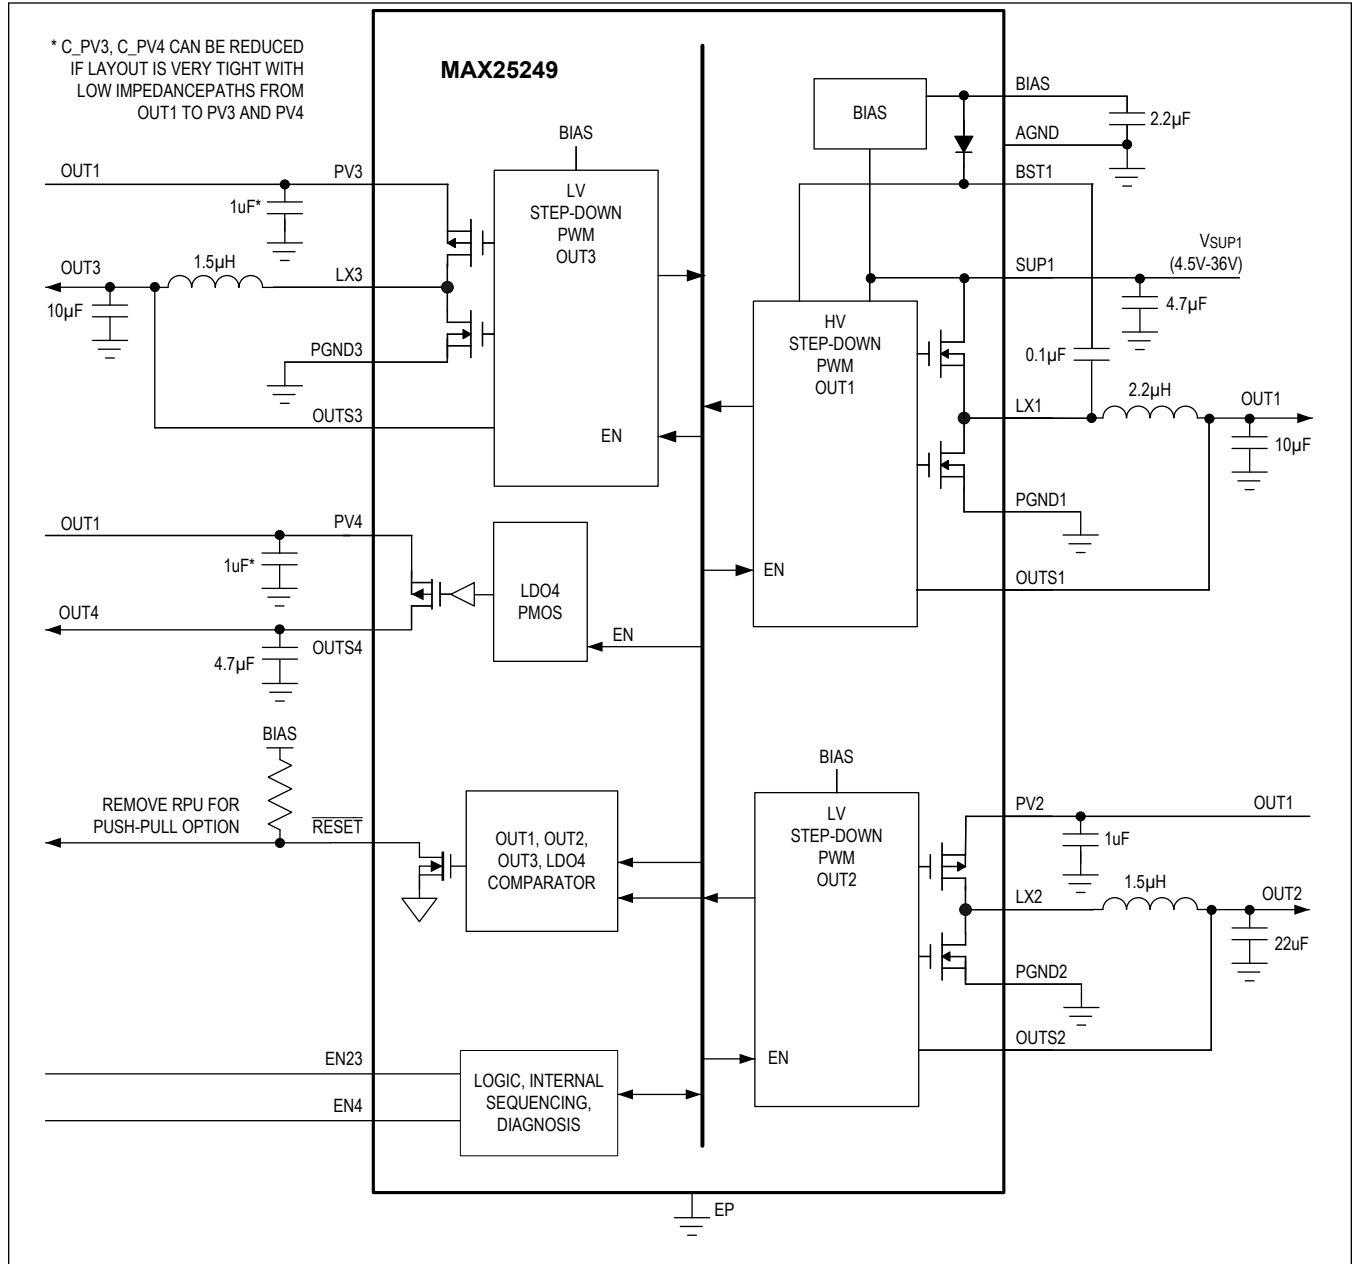 * C_PV3, C_PV4 CAN BE REDUCED
IF LAYOUT IS VERY TIGHT WITH
LOW IMPEDANCEPATHS FROM
OUT1 TO PV3 AND PV4
MAX25249
OUT1
PV3
1uF*
OUT3
1.5µH
LX3
10µF
PGND3
OUTS3
BIAS
LV
STEP-DOWN
PWM
OUT3
EN
OUT1
PV4
1uF*
OUT4
OUTS4
4.7µF
LDO4
PMOS
EN
BIAS
REMOVE RPU FOR
PUSH-PULL OPTION
RESET
OUT1, OUT2,
OUT3, LDO4
COMPARATOR
EN23
EN4
LOGIC, INTERNAL
SEQUENCING,
DIAGNOSIS
BIAS
BIAS
2.2µF
AGND
BST1
VSUP1
(4.5V-36V)
SUP1
4.7µF
HV
STEP-DOWN
PWM
OUT1
0.1µF
LX1
2.2µH
OUT1
10µF
PGND1
EN
OUTS1
BIAS
LV
STEP-DOWN
PWM
OUT2
PV2
OUT1
1uF
1.5µH
LX2
OUT2
22uF
PGND2
OUTS2
EN
EP